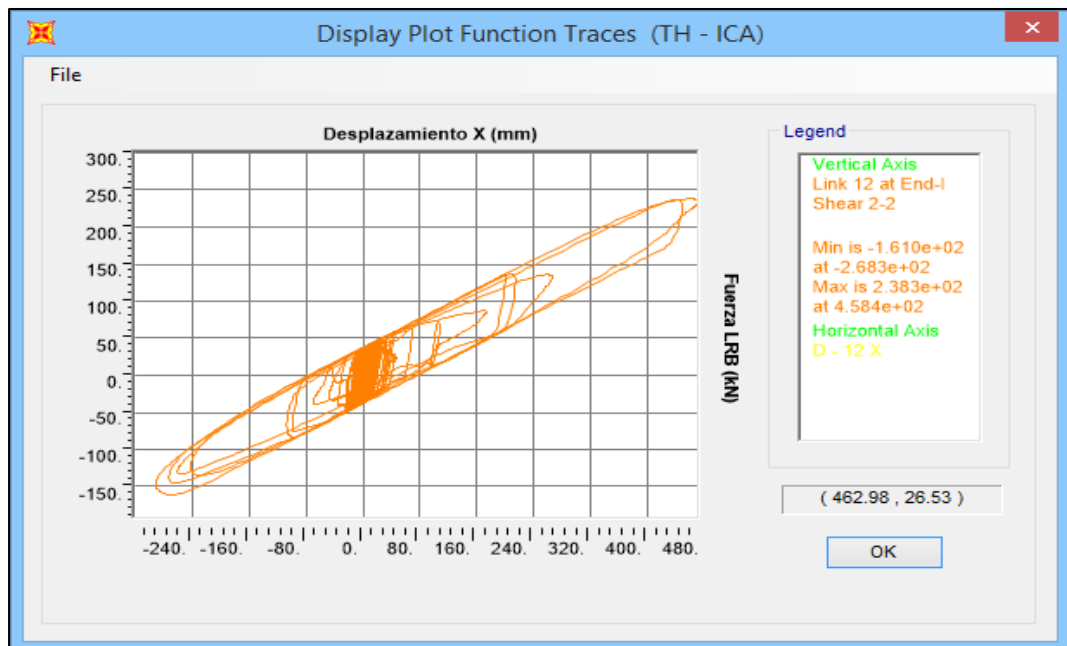 Display Plot Function Traces (TH - ICA)
File
Desplazamiento X (mm)
300.
250.
200.
150.
100.
50.
0.
-50.
-100.
-150.
-240. -160. -80. 0. 80. 160. 240. 320. 400. 480.
Fuerza LRB (kN)
Legend
Vertical Axis
Link 12 at End-I
Shear 2-2
Min is -1.610e+02
at -2.683e+02
Max is 2.383e+02
at 4.584e+02
Horizontal Axis
D - 12 X
( 462.98 , 26.53 )
OK